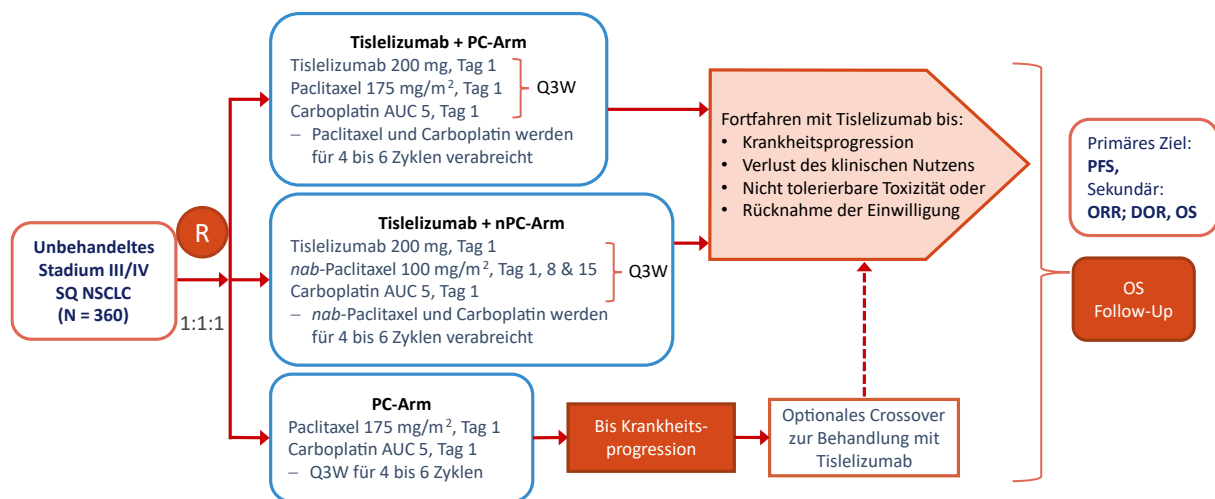 Unbehandeltes
Stadium III/IV
SQ NSCLC
(N = 360)
R
1:1:1
Tislelizumab + PC-Arm
Tislelizumab 200 mg, Tag 1
Paclitaxel 175 mg/m², Tag 1
Carboplatin AUC 5, Tag 1
Q3W
– Paclitaxel und Carboplatin werden
für 4 bis 6 Zyklen verabreicht
Tislelizumab + nPC-Arm
Tislelizumab 200 mg, Tag 1
nab-Paclitaxel 100 mg/m², Tag 1, 8 & 15
Carboplatin AUC 5, Tag 1
Q3W
– nab-Paclitaxel und Carboplatin werden
für 4 bis 6 Zyklen verabreicht
PC-Arm
Paclitaxel 175 mg/m², Tag 1
Carboplatin AUC 5, Tag 1
– Q3W für 4 bis 6 Zyklen
Bis Krankheits-
progression
Optionales Crossover
zur Behandlung mit
Tislelizumab
Fortfahren mit Tislelizumab bis:
• Krankheitsprogression
• Verlust des klinischen Nutzens
• Nicht tolerierbare Toxizität oder
• Rücknahme der Einwilligung
Primäres Ziel:
PFS,
Sekundär:
ORR; DOR, OS
OS
Follow-Up